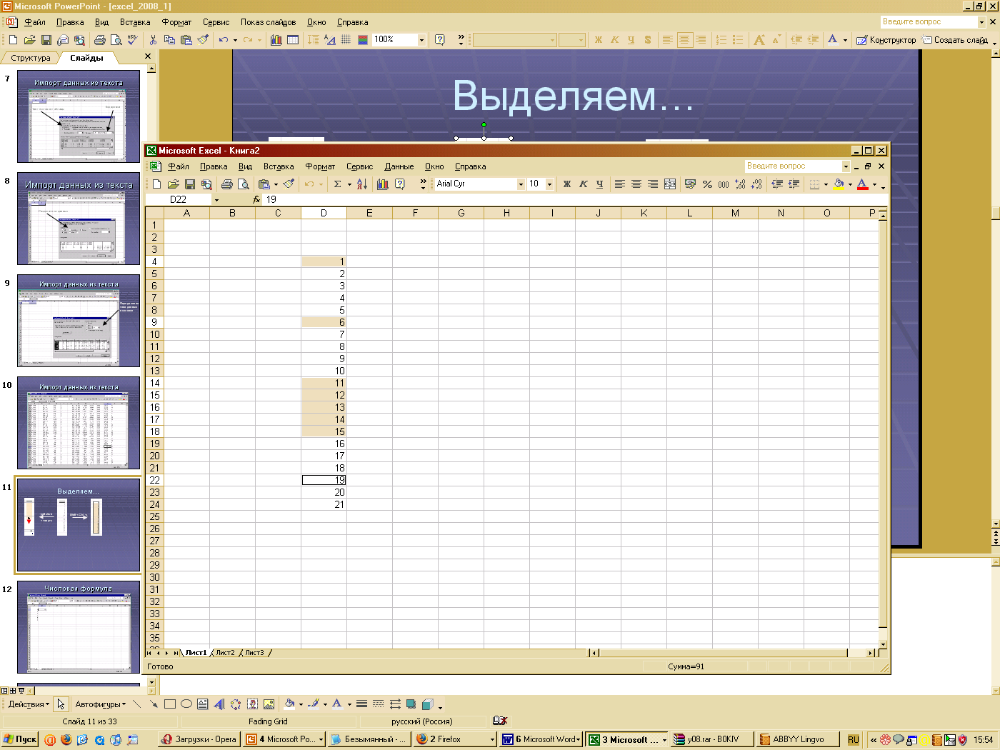 Microsoft PowerPoint - [excel_2008_1]
Файл Правка Вид Вставка Формат Сервис Показ слайдов Окно Справка Введите вопрос
100% Ж К Ч S A A A Конструктор Создать слайд
Структура Слайды
7 Импорт данных из текста
8 Импорт данных из текста
9 Импорт данных из текста
10 Импорт данных из текста
11 Выделяем...
12 Числовая формула
Выделяем...
Microsoft Excel - Книга2
Файл Правка Вид Вставка Формат Сервис Данные Окно Справка Введите вопрос
Arial Cyr 10 Ж К Ч % 000
D22 fx 19
A B C D E F G H I J K L M N O P
1
2
3
4 1
5 2
6 3
7 4
8 5
9 6
10 7
11 8
12 9
13 10
14 11
15 12
16 13
17 14
18 15
19 16
20 17
21 18
22 19
23 20
24 21
25
26
27
28
29
30
31
32
33
34
35
Лист1 Лист2 Лист3
Готово Сумма=91
Действия Автофигуры
Слайд 11 из 33 Fading Grid русский (Россия)
Пуск Загрузки - Opera 4 Microsoft Po... Безымянный - ... 2 Firefox 6 Microsoft Word 3 Microsoft ... y08.rar - BOKIV ABBYY Lingvo RU « 15:54